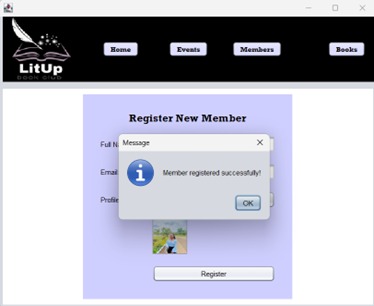 Home
Events
Members
Books
LitUp
BOOK CLUB
Register New Member
Full N
Message
Member registered successfully!
Email
OK
Profile
Register